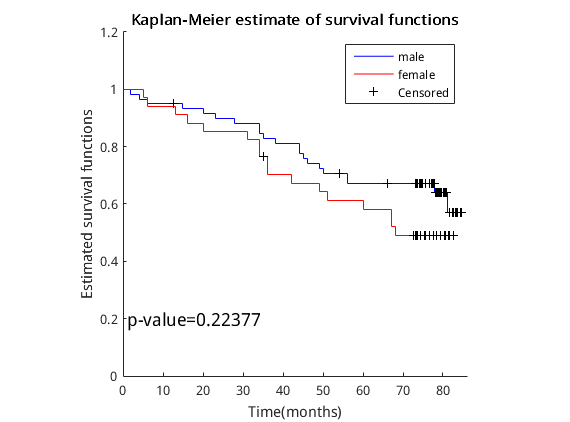 Kaplan-Meier estimate of survival functions
1.2
1
0.8
0.6
0.4
0.2
0
Estimated survival functions
male
female
Censored
p-value=0.22377
0 10 20 30 40 50 60 70 80
Time(months)